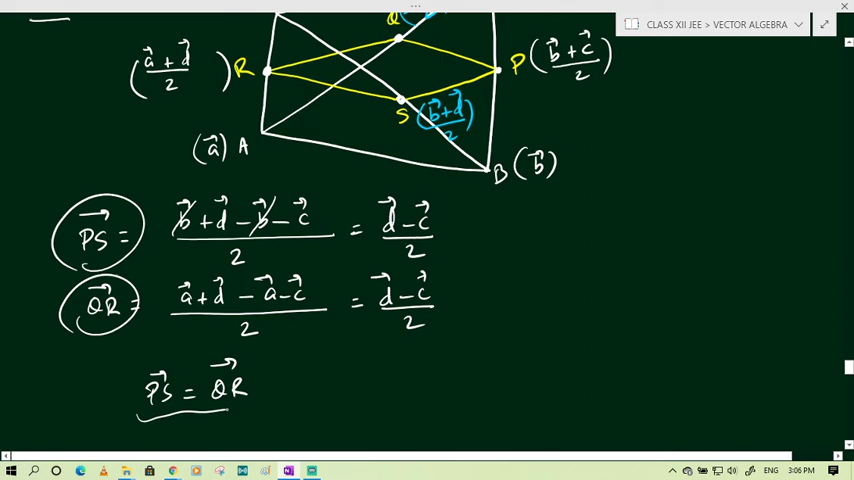 CLASS XII JEE > VECTOR ALGEBRA
Q
(a⃗ + d⃗)/2 R
P (b⃗ + c⃗)/2
S (b⃗ + d⃗)/2
(a⃗) A
B (b⃗)
PS⃗ = (b⃗ + d⃗ - b⃗ - c⃗)/2 = (d⃗ - c⃗)/2
QR⃗ = (a⃗ + d⃗ - a⃗ - c⃗)/2 = (d⃗ - c⃗)/2
PS⃗ = QR⃗
ENG 3:06 PM